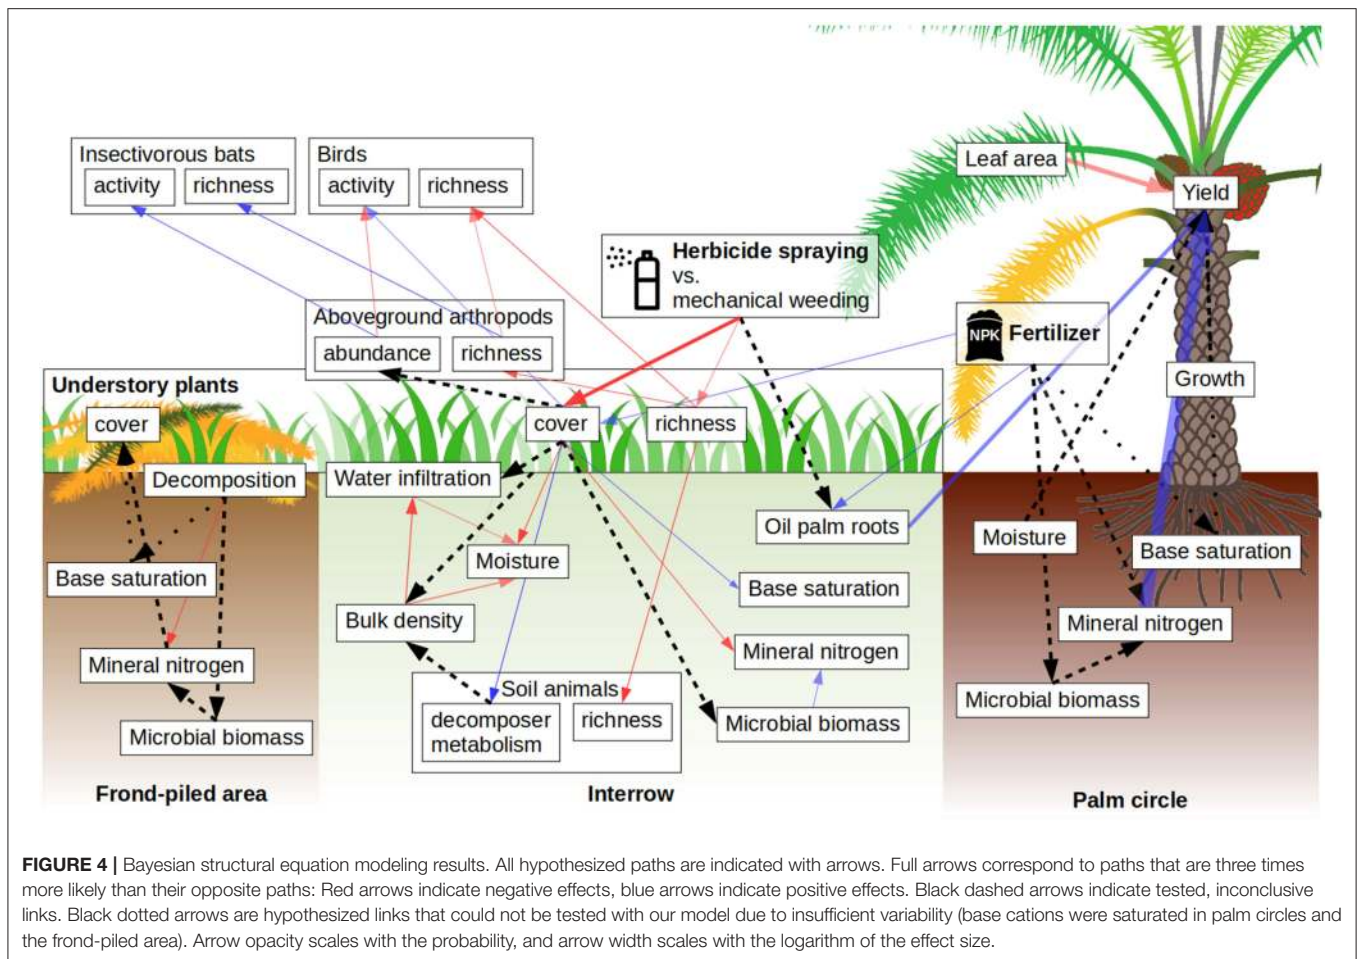 Insectivorous bats
activity
richness
Birds
activity
richness
Leaf area
Yield
Herbicide spraying
vs.
mechanical weeding
Aboveground arthropods
abundance
richness
NPK
Fertilizer
Understory plants
cover
cover
richness
Growth
Decomposition
Water infiltration
Oil palm roots
Moisture
Moisture
Base saturation
Base saturation
Base saturation
Bulk density
Mineral nitrogen
Mineral nitrogen
Mineral nitrogen
Soil animals
decomposer
metabolism
richness
Microbial biomass
Microbial biomass
Microbial biomass
Frond-piled area
Interrow
Palm circle
FIGURE 4 | Bayesian structural equation modeling results. All hypothesized paths are indicated with arrows. Full arrows correspond to paths that are three times
more likely than their opposite paths: Red arrows indicate negative effects, blue arrows indicate positive effects. Black dashed arrows indicate tested, inconclusive
links. Black dotted arrows are hypothesized links that could not be tested with our model due to insufficient variability (base cations were saturated in palm circles and
the frond-piled area). Arrow opacity scales with the probability, and arrow width scales with the logarithm of the effect size.